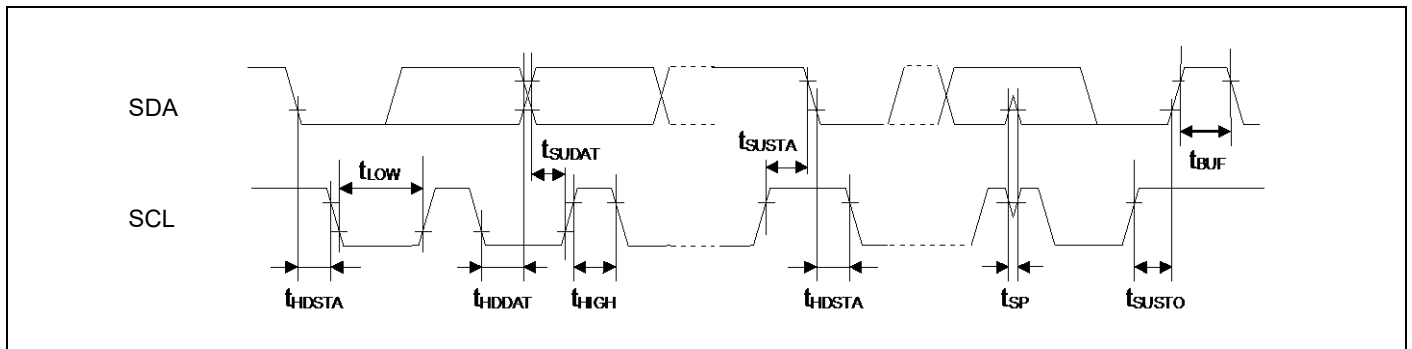 SDA
tSUDAT
tSUSTA
tBUF
tLOW
SCL
tHDSTA
tHDDAT
tHIGH
tHDSTA
tSP
tSUSTO